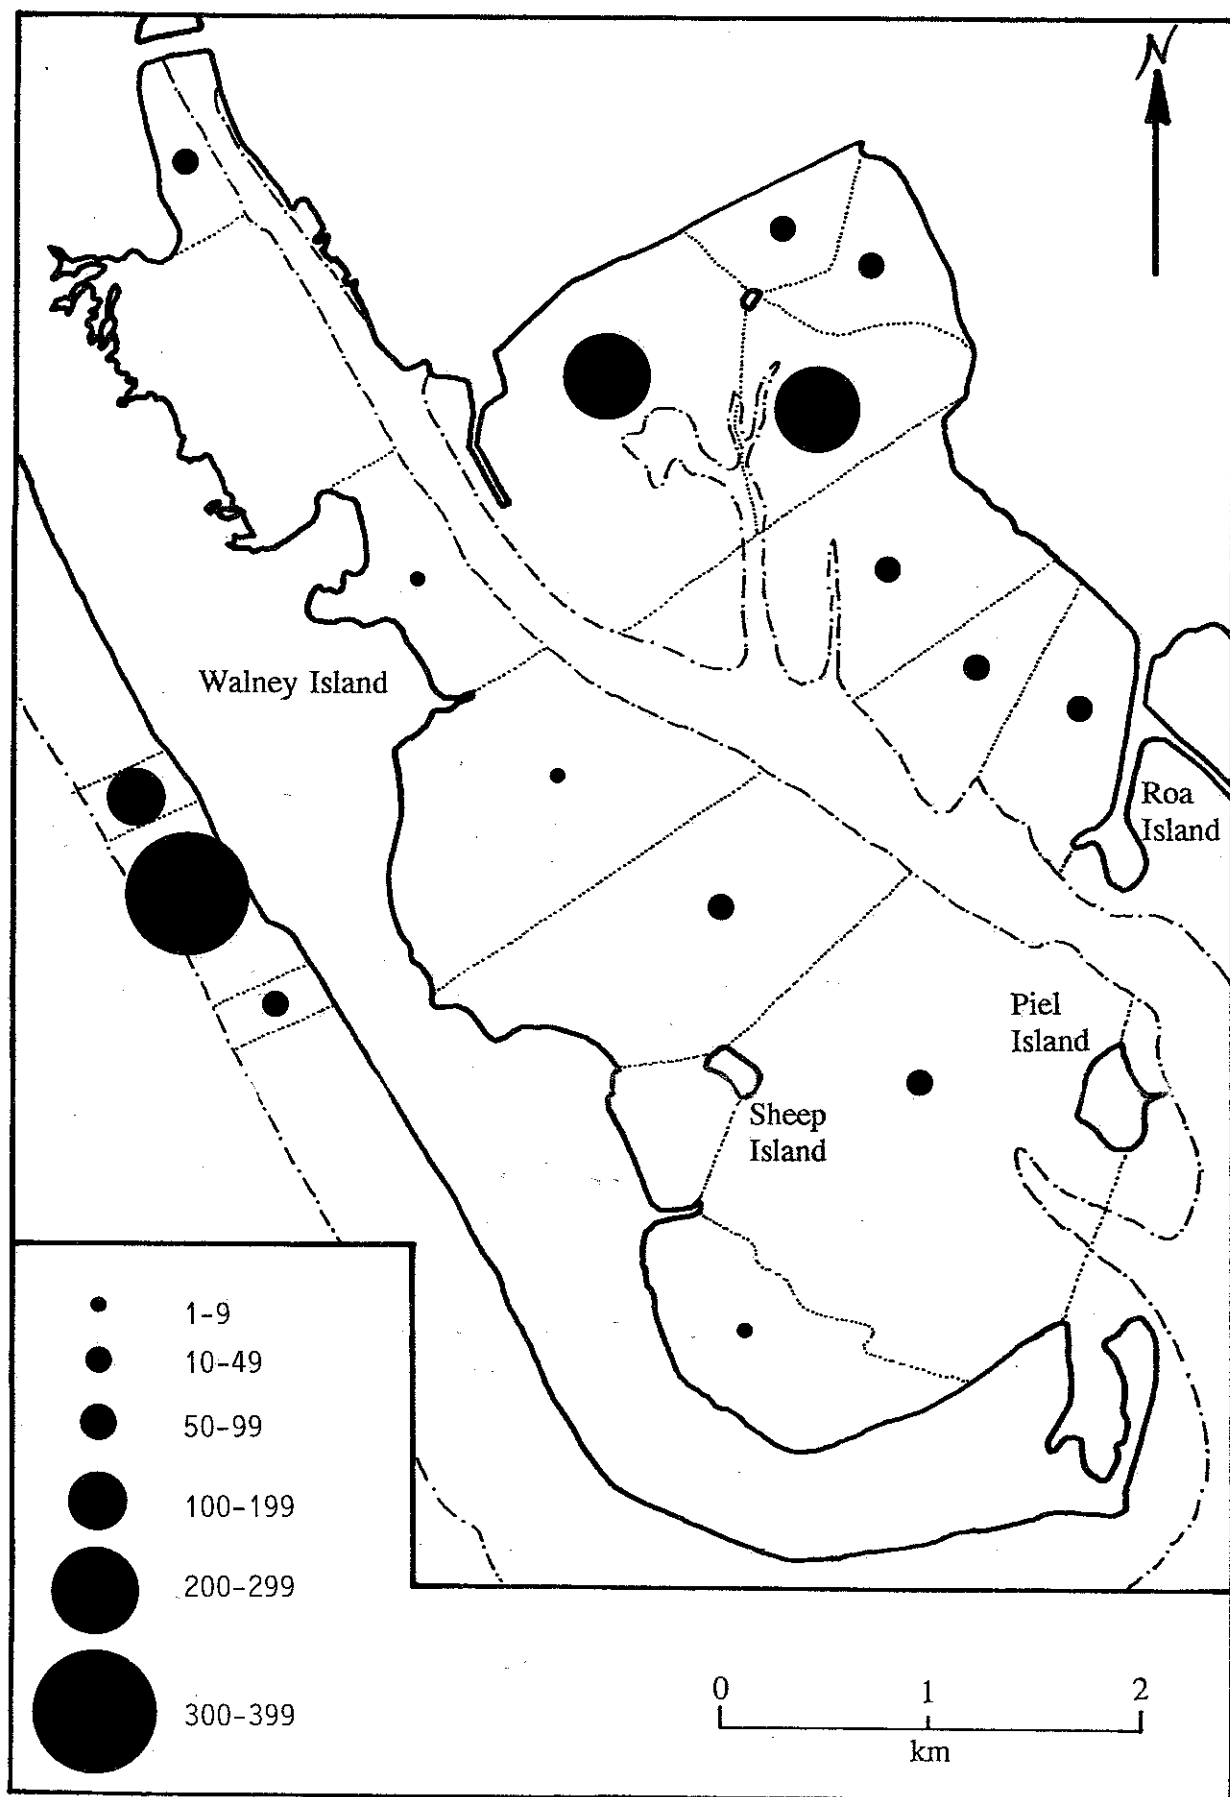 N
Walney Island
Roa
Island
Piel
Island
Sheep
Island
1-9
10-49
50-99
100-199
200-299
300-399
0 1 2
km